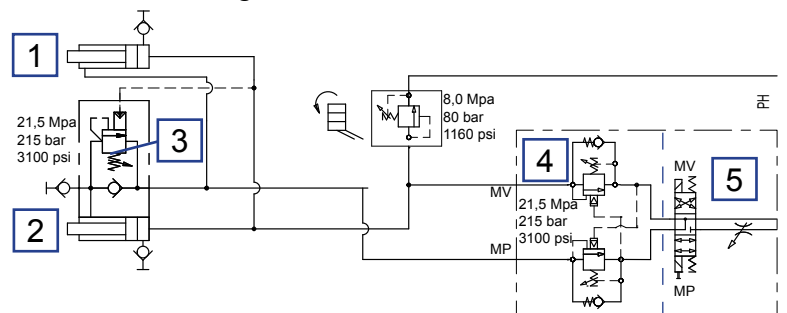 1
21,5 Mpa
215 bar
3100 psi
3
2
8,0 Mpa
80 bar
1160 psi
PH
4
MV
21,5 Mpa
215 bar
3100 psi
MP
MV
5
MP